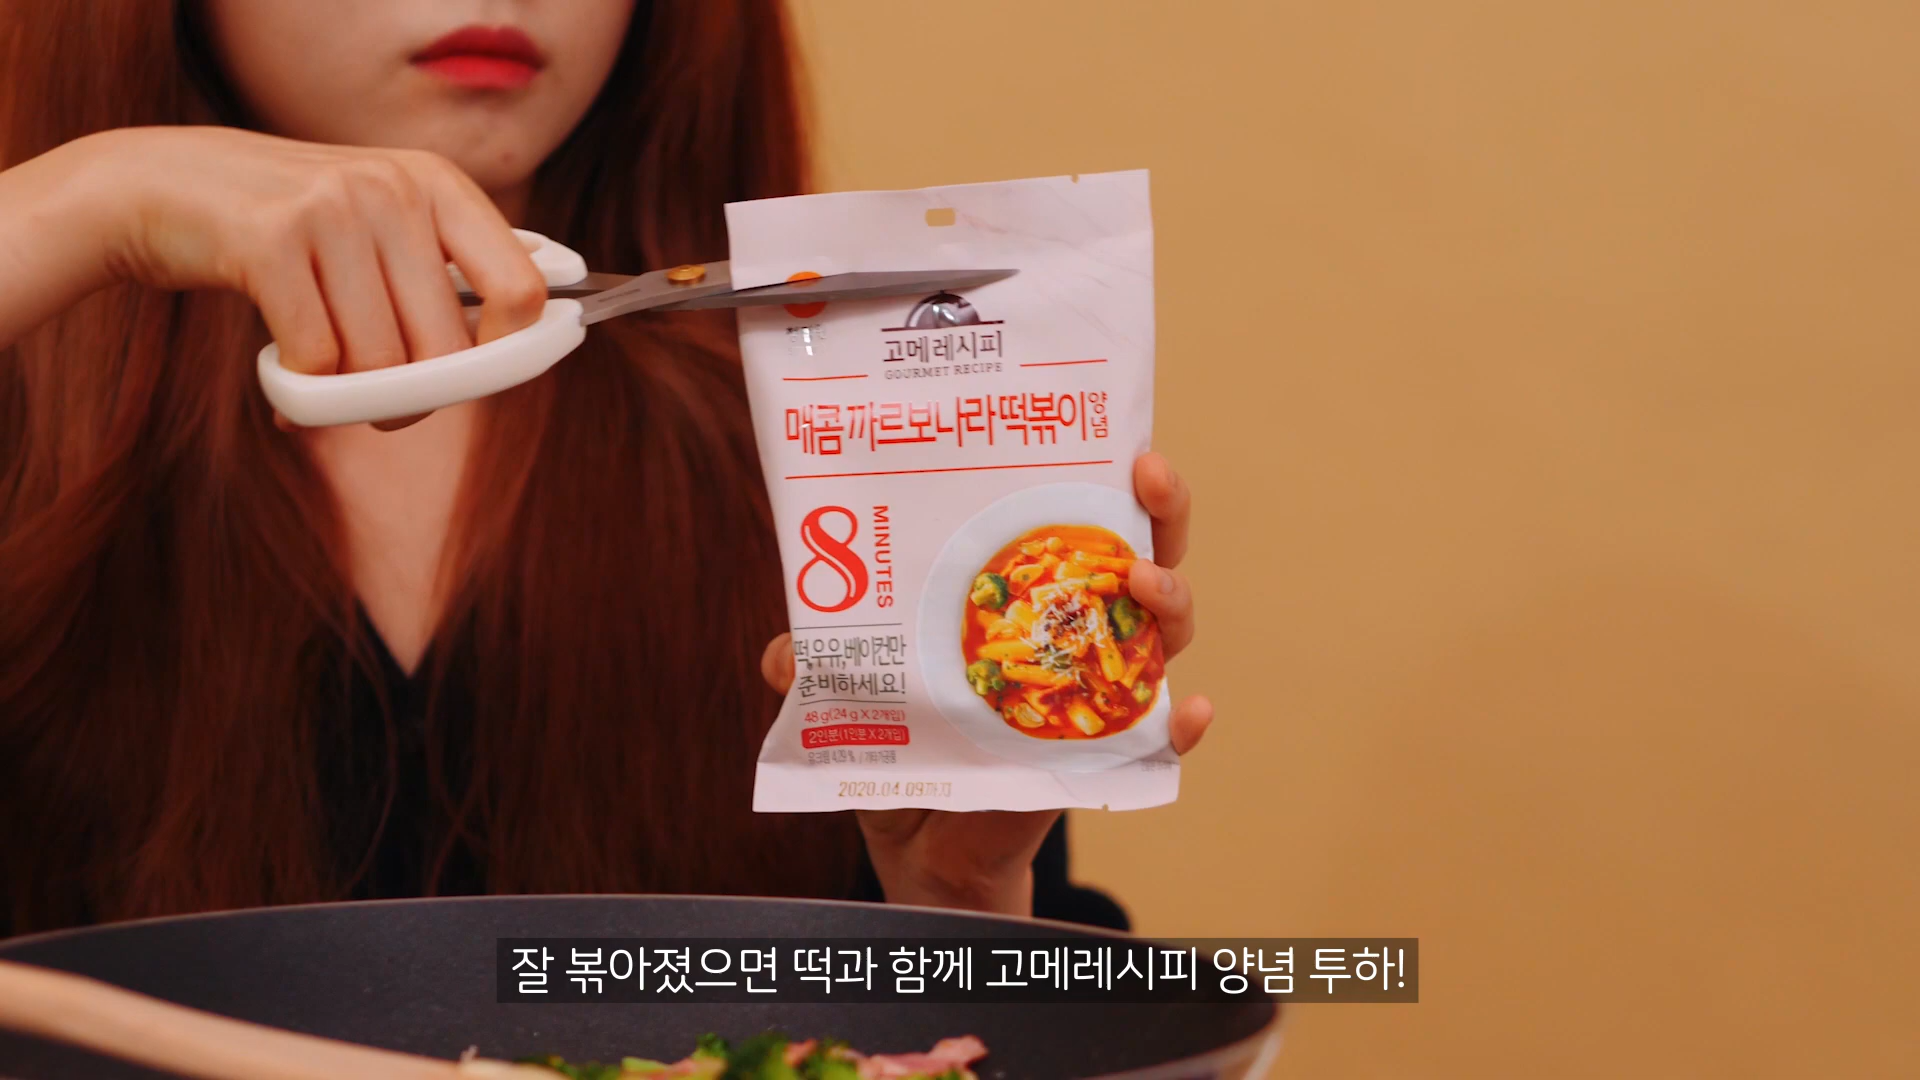 청정원
고메레시피
GOURMET RECIPE
매콤 까르보나라 떡볶이 양념
8 MINUTES
떡,우유,베이컨만
준비하세요!
48 g(24 g X 2개입)
2인분(1인분 X 2개입)
2020.04.09까지
잘 볶아졌으면 떡과 함께 고메레시피 양념 투하!